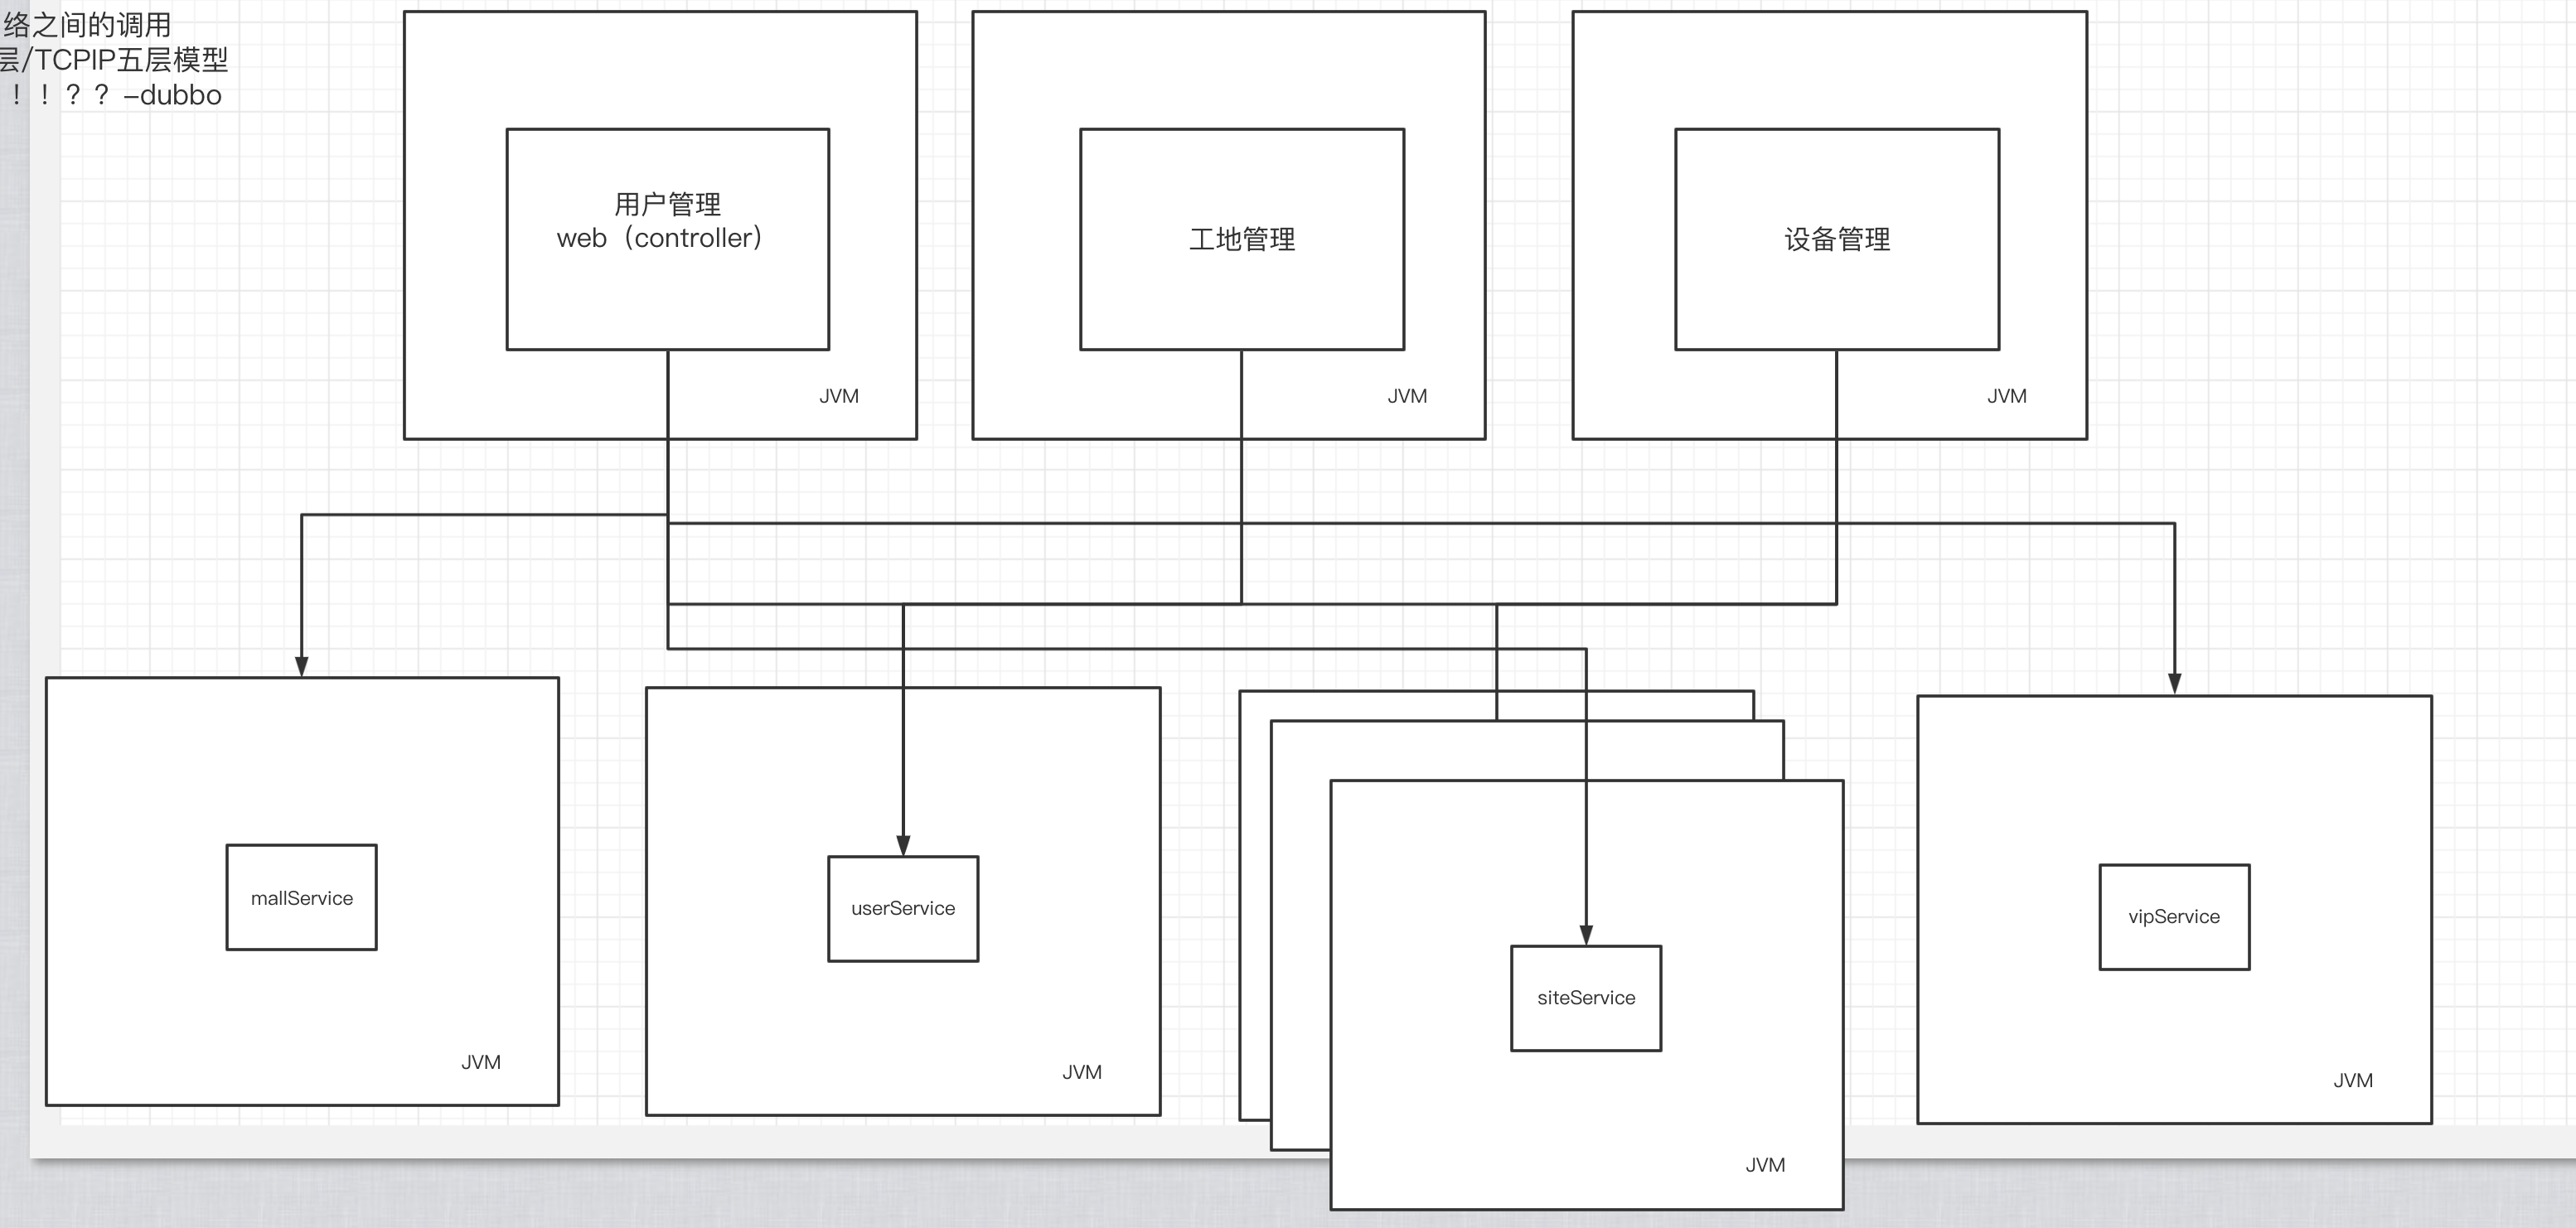 络之间的调用
层/TCPIP五层模型
！！？？–dubbo
用户管理
web（controller）
JVM
工地管理
JVM
设备管理
JVM
mallService
JVM
userService
JVM
siteService
JVM
vipService
JVM